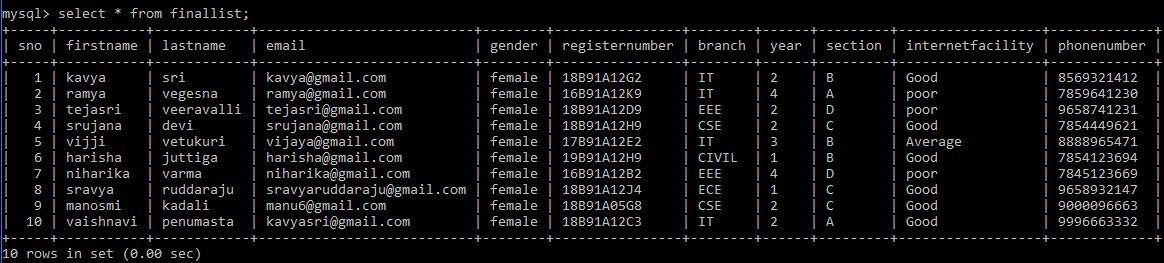 mysql> select * from finallist;
| sno | firstname | lastname | email | gender | registernumber | branch | year | section | internetfacility | phonenumber |
| 1 | kavya | sri | kavya@gmail.com | female | 18B91A12G2 | IT | 2 | B | Good | 8569321412 |
| 2 | ramya | vegesna | ramya@gmail.com | female | 16B91A12K9 | IT | 4 | A | poor | 7859641230 |
| 3 | tejasri | veeravalli | tejasri@gmail.com | female | 18B91A12D9 | EEE | 2 | D | poor | 9658741231 |
| 4 | srujana | devi | srujana@gmail.com | female | 18B91A12H9 | CSE | 2 | C | Good | 7854449621 |
| 5 | vijji | vetukuri | vijaya@gmail.com | female | 17B91A12E2 | IT | 3 | B | Average | 8888965471 |
| 6 | harisha | juttiga | harisha@gmail.com | female | 19B91A12H9 | CIVIL | 1 | B | Good | 7854123694 |
| 7 | niharika | varma | niharika@gmail.com | female | 16B91A12B2 | EEE | 4 | D | poor | 7845123669 |
| 8 | sravya | ruddaraju | sravyaruddaraju@gmail.com | female | 18B91A12J4 | ECE | 1 | C | Good | 9658932147 |
| 9 | manosmi | kadali | manu6@gmail.com | female | 18B91A05G8 | CSE | 2 | C | Good | 9000096663 |
| 10 | vaishnavi | penumasta | kavyasri@gmail.com | female | 18B91A12C3 | IT | 2 | A | Good | 9996663332 |
10 rows in set (0.00 sec)